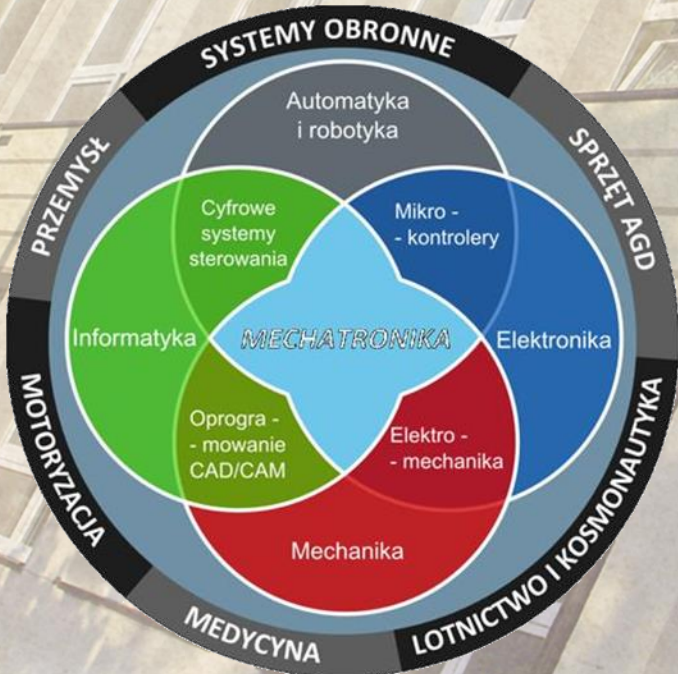 SYSTEMY OBRONNE
PRZEMYSŁ
SPRZĘT AGD
Automatyka
i robotyka
Cyfrowe
systemy
sterowania
Mikro -
- kontrolery
Informatyka
MECHATRONIKA
Elektronika
Oprogra -
- mowanie
CAD/CAM
Elektro -
- mechanika
Mechanika
MOTORYZACJA
MEDYCYNA
LOTNICTWO I KOSMONAUTYKA